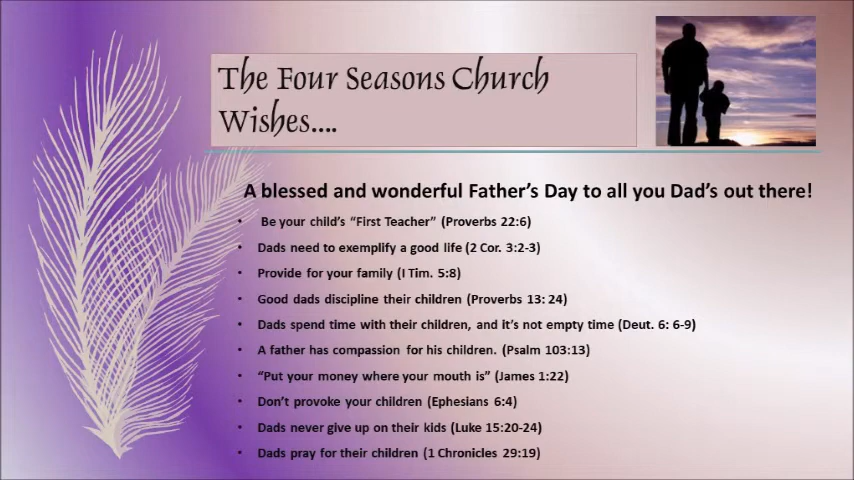 The Four Seasons Church
Wishes....
A blessed and wonderful Father's Day to all you Dad's out there!
• Be your child's "First Teacher" (Proverbs 22:6)
• Dads need to exemplify a good life (2 Cor. 3:2-3)
• Provide for your family (I Tim. 5:8)
• Good dads discipline their children (Proverbs 13: 24)
• Dads spend time with their children, and it's not empty time (Deut. 6: 6-9)
• A father has compassion for his children. (Psalm 103:13)
• "Put your money where your mouth is" (James 1:22)
• Don't provoke your children (Ephesians 6:4)
• Dads never give up on their kids (Luke 15:20-24)
• Dads pray for their children (1 Chronicles 29:19)